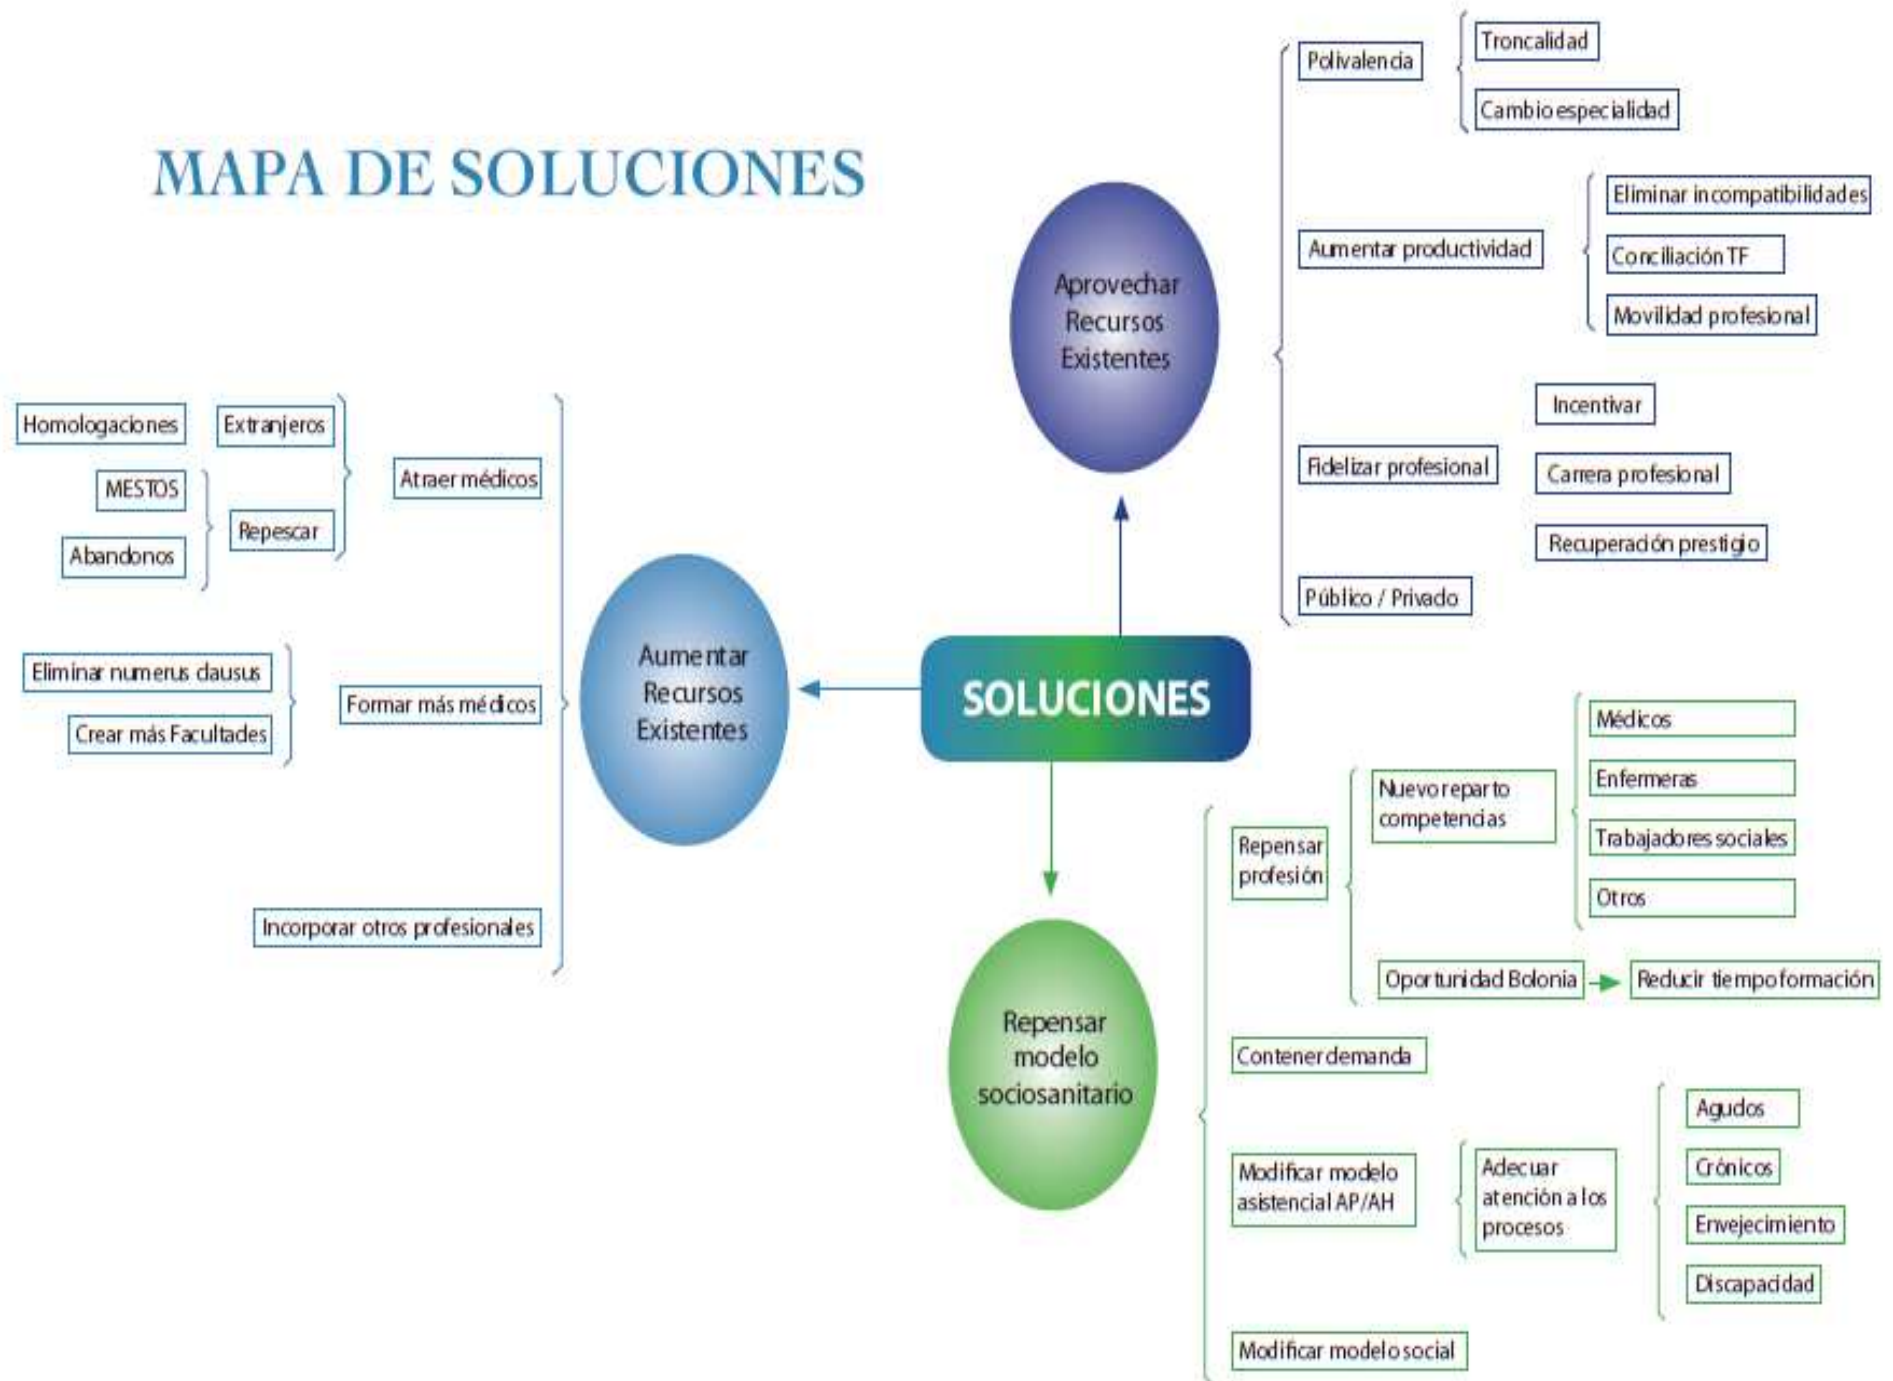 MAPA DE SOLUCIONES
SOLUCIONES
Aprovechar
Recursos
Existentes
Polivalencia
Troncalidad
Cambio especialidad
Aumentar productividad
Eliminar incompatibilidades
Conciliación TF
Movilidad profesional
Fidelizar profesional
Incentivar
Carrera profesional
Recuperación prestigio
Público / Privado
Aumentar
Recursos
Existentes
Atraer médicos
Extranjeros
Homologaciones
Repescar
MESTOS
Abandonos
Formar más médicos
Eliminar numerus clausus
Crear más Facultades
Incorporar otros profesionales
Repensar
modelo
sociosanitario
Repensar
profesión
Nuevo reparto
competencias
Médicos
Enfermeras
Trabajadores sociales
Otros
Oportunidad Bolonia
Reducir tiempo formación
Contener demanda
Modificar modelo
asistencial AP/AH
Adecuar
atención a los
procesos
Agudos
Crónicos
Envejecimiento
Discapacidad
Modificar modelo social